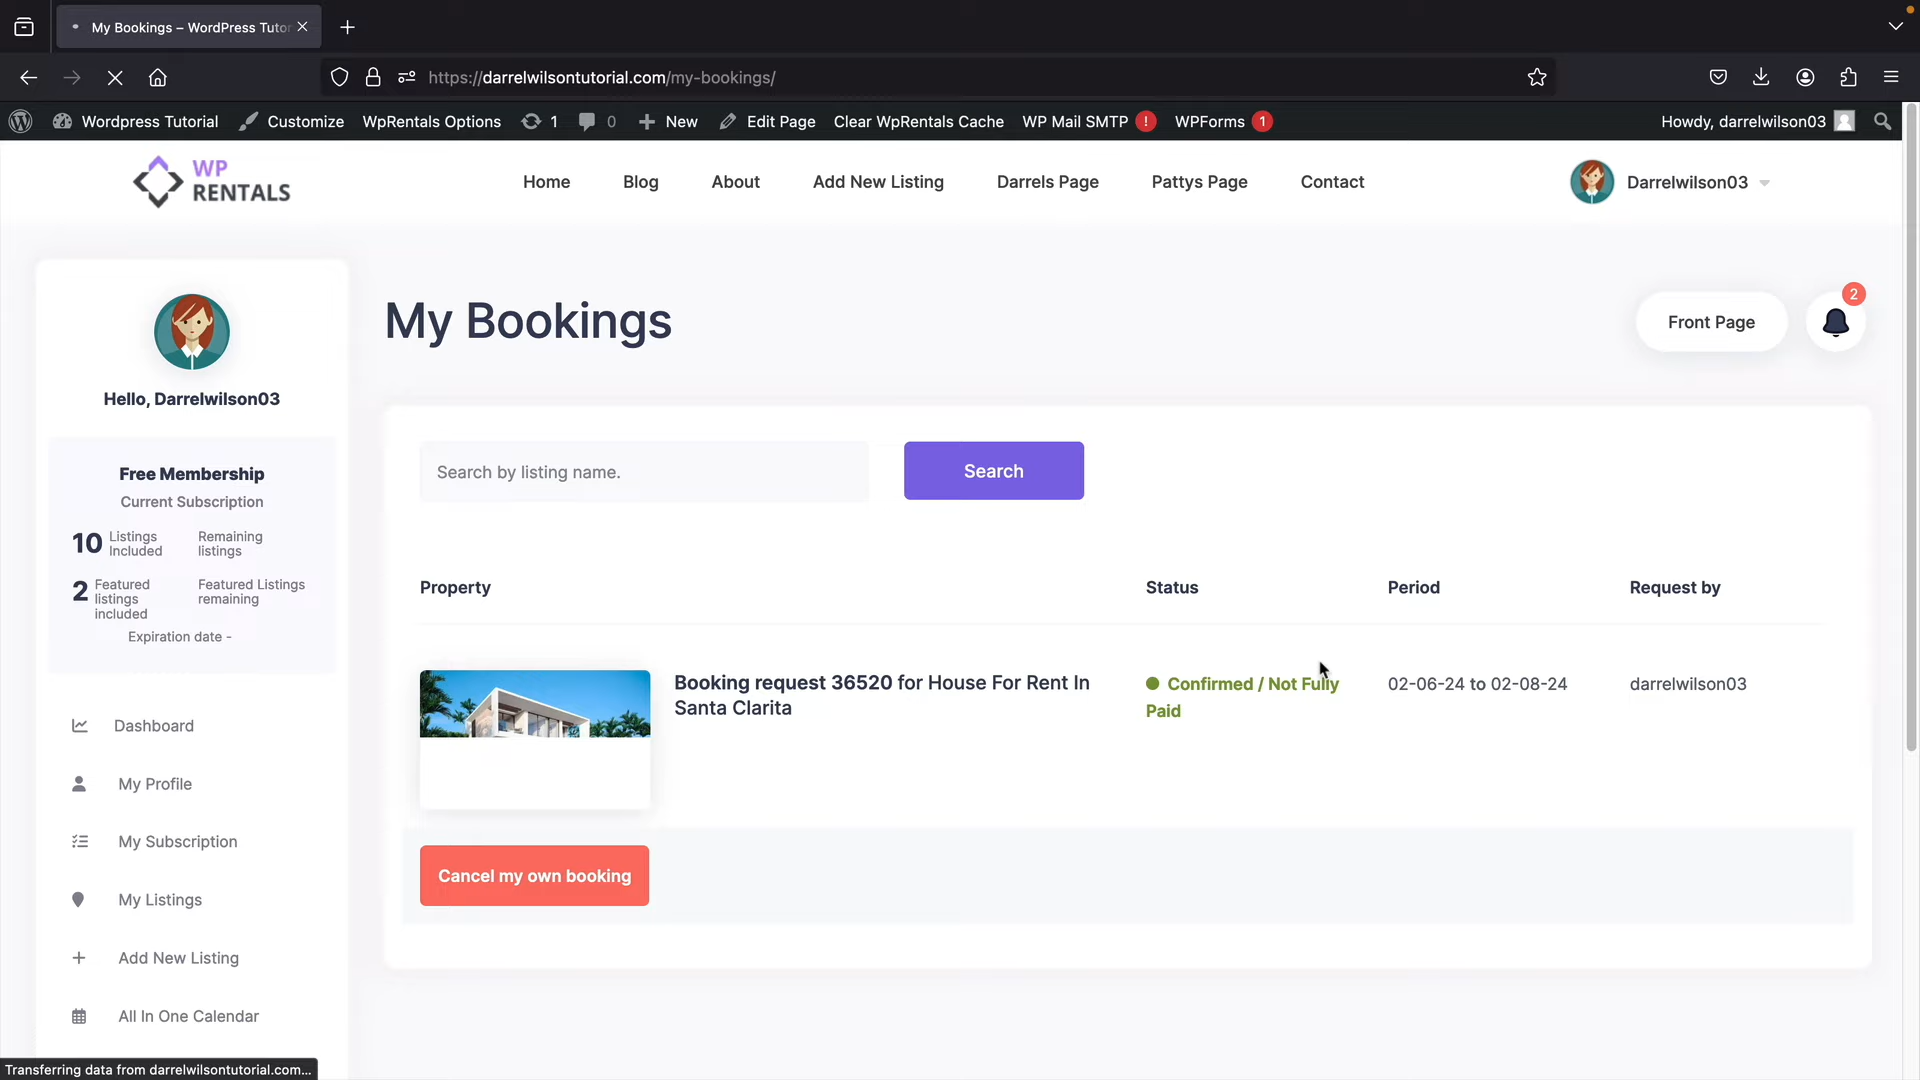 My Bookings – WordPress Tutor
https://darrelwilsontutorial.com/my-bookings/
Wordpress Tutorial Customize WpRentals Options 1 0 New Edit Page Clear WpRentals Cache WP Mail SMTP ! WPForms 1 Howdy, darrelwilson03
WP
RENTALS
Home Blog About Add New Listing Darrels Page Pattys Page Contact Darrelwilson03
Hello, Darrelwilson03
Free Membership
Current Subscription
10 Listings Included Remaining listings
2 Featured listings included Featured Listings remaining
Expiration date -
Dashboard
My Profile
My Subscription
My Listings
Add New Listing
All In One Calendar
My Bookings
Front Page 2
Search by listing name. Search
Property Status Period Request by
Booking request 36520 for House For Rent In
Santa Clarita
Confirmed / Not Fully
Paid
02-06-24 to 02-08-24
darrelwilson03
Cancel my own booking
Transferring data from darrelwilsontutorial.com...